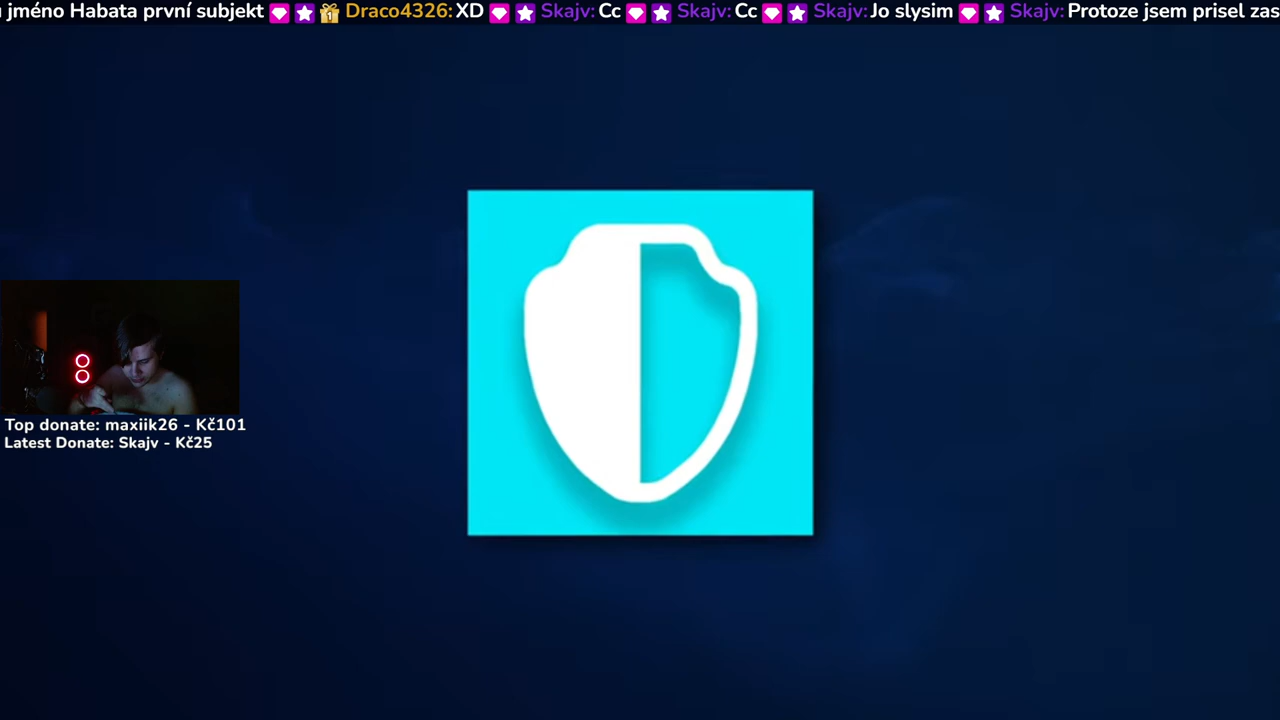 jméno Habata první subjekt Draco4326: XD Skajv: Cc Skajv: Cc Skajv: Jo slysim Skajv: Protoze jsem prisel zas
Top donate: maxiik26 - Kč101
Latest Donate: Skajv - Kč25